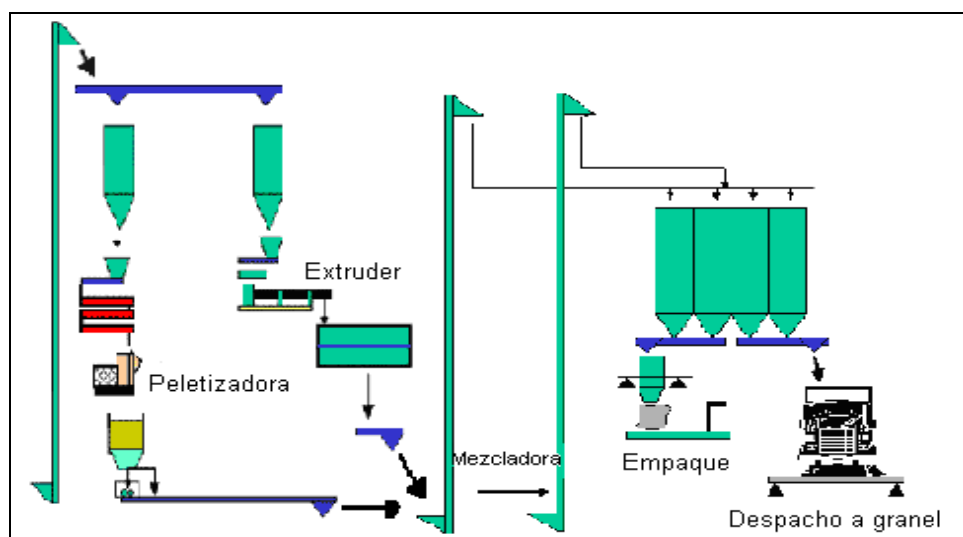 Extruder
Peletizadora
Mezcladora
Empaque
Despacho a granel